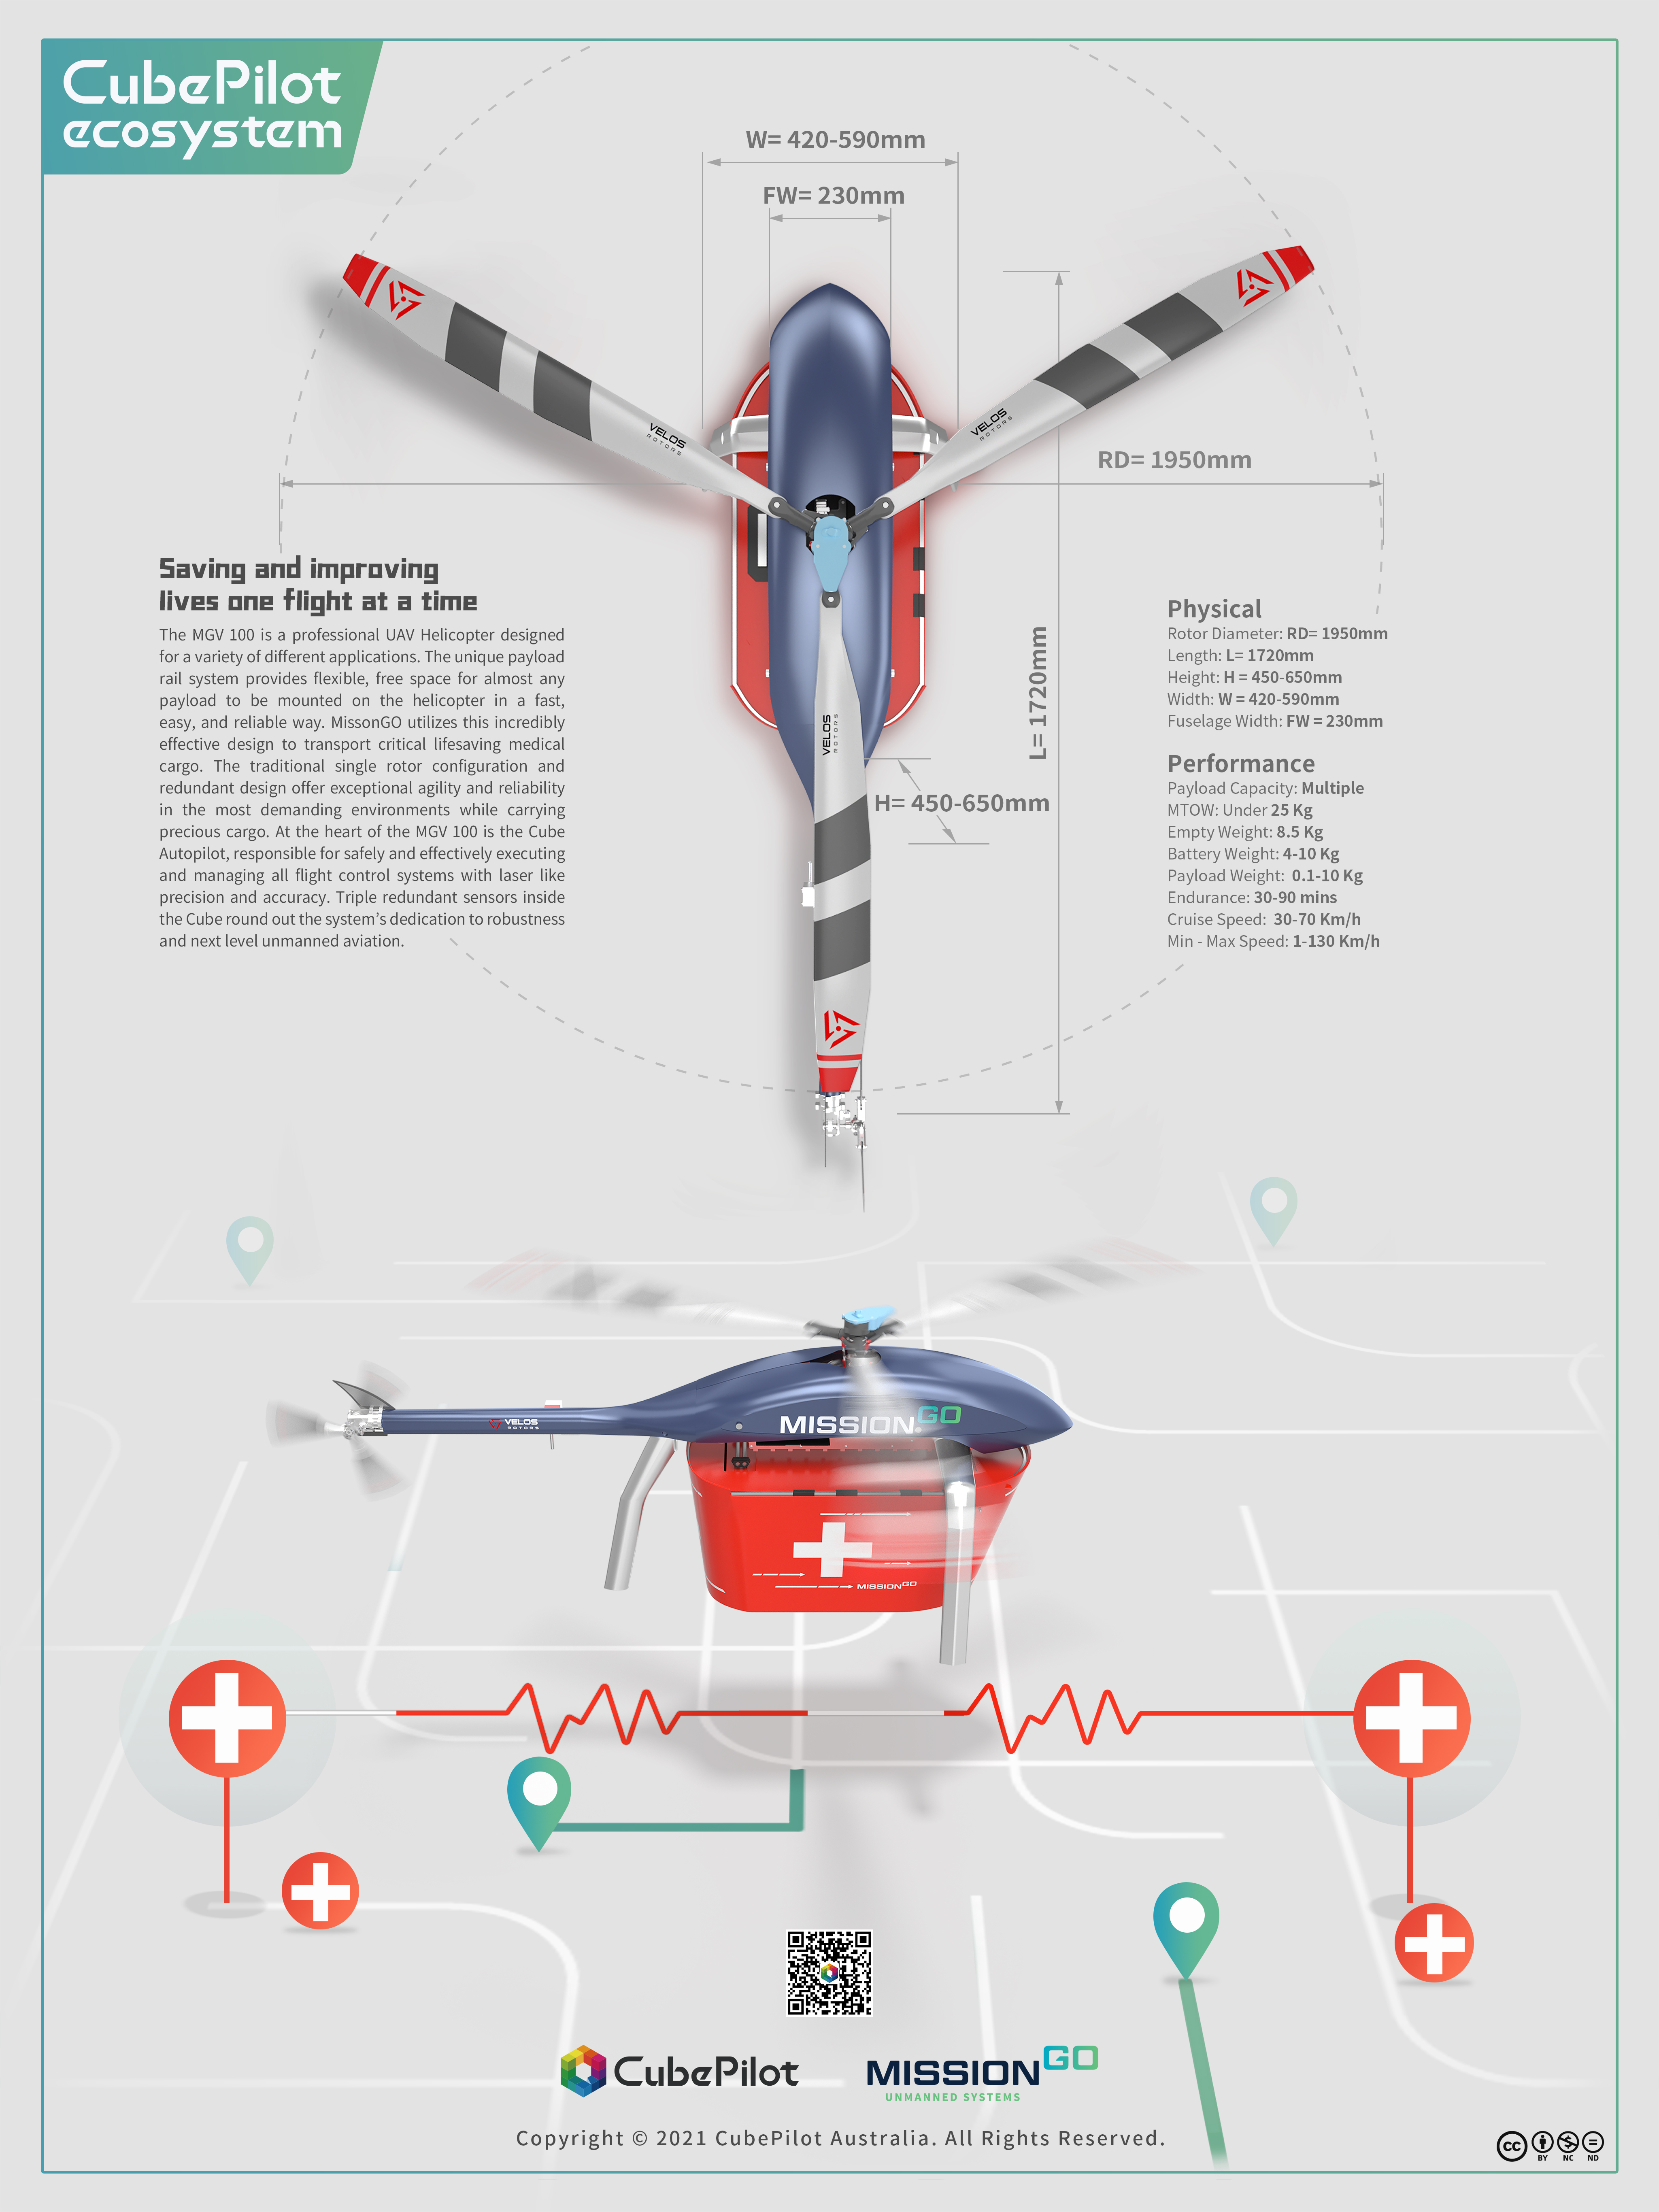 CubePilot
ecosystem
W= 420-590mm
FW= 230mm
VELOS
ROTORS
VELOS
ROTORS
RD= 1950mm
Saving and improving
lives one flight at a time
The MGV 100 is a professional UAV Helicopter designed
for a variety of different applications. The unique payload
rail system provides flexible, free space for almost any
payload to be mounted on the helicopter in a fast,
easy, and reliable way. MissonGO utilizes this incredibly
effective design to transport critical lifesaving medical
cargo. The traditional single rotor configuration and
redundant design offer exceptional agility and reliability
in the most demanding environments while carrying
precious cargo. At the heart of the MGV 100 is the Cube
Autopilot, responsible for safely and effectively executing
and managing all flight control systems with laser like
precision and accuracy. Triple redundant sensors inside
the Cube round out the system's dedication to robustness
and next level unmanned aviation.
VELOS
ROTORS
L= 1720mm
H= 450-650mm
Physical
Rotor Diameter: RD= 1950mm
Length: L= 1720mm
Height: H = 450-650mm
Width: W = 420-590mm
Fuselage Width: FW = 230mm
Performance
Payload Capacity: Multiple
MTOW: Under 25 Kg
Empty Weight: 8.5 Kg
Battery Weight: 4-10 Kg
Payload Weight: 0.1-10 Kg
Endurance: 30-90 mins
Cruise Speed: 30-70 Km/h
Min - Max Speed: 1-130 Km/h
VELOS
ROTORS
MISSION.GO
MISSIONGO
CubePilot
MISSIONGO
UNMANNED SYSTEMS
Copyright © 2021 CubePilot Australia. All Rights Reserved.
cc
BY NC ND